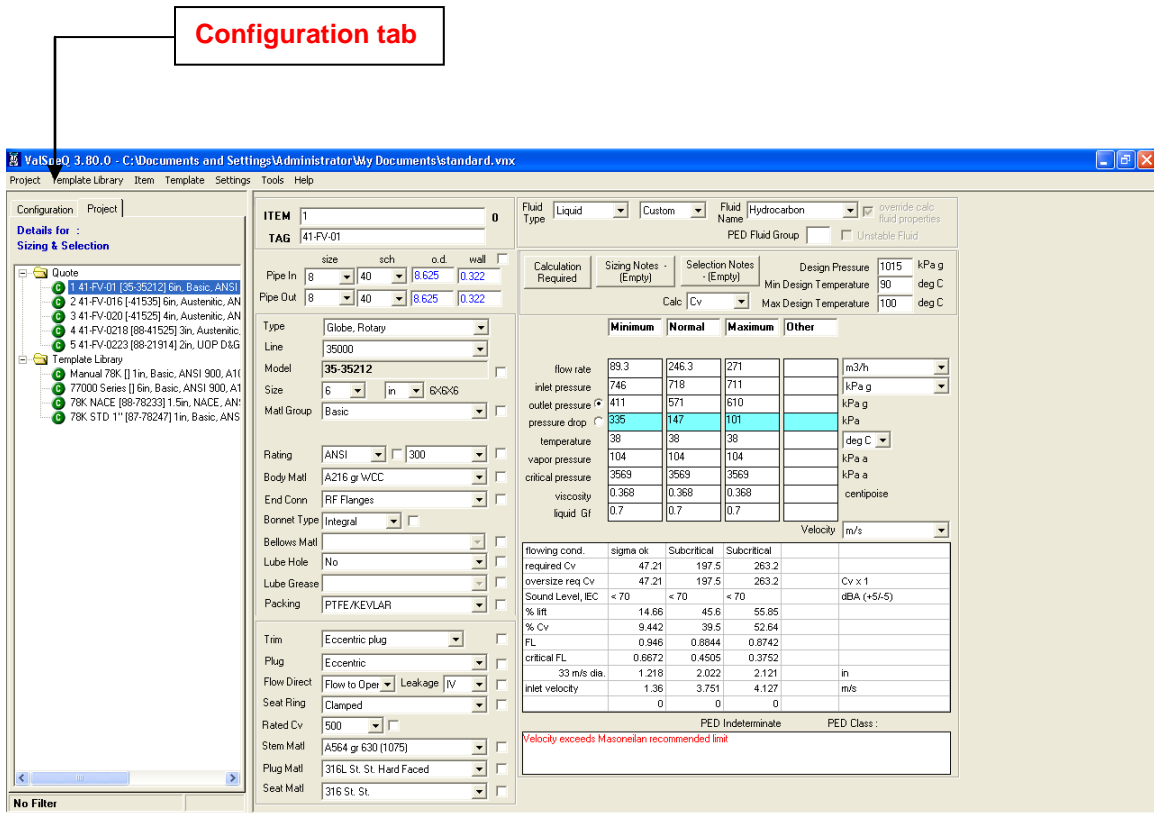 Configuration tab
ValSpeQ 3.80.0 - C:\Documents and Settings\Administrator\My Documents\standard.vnx
Project Template Library Item Template Settings Tools Help
Configuration Project
Details for :
Sizing & Selection
Quote
1 41-FV-01 [35-35212] 6in, Basic, ANSI
2 41-FV-016 [-41535] 6in, Austenitic, AN
3 41-FV-020 [-41525] 4in, Austenitic, AN
4 41-FV-0218 [88-41525] 3in, Austenitic,
5 41-FV-0223 [88-21914] 2in, UOP D&G
Template Library
Manual 78K [] 1in, Basic, ANSI 900, A1(
77000 Series [] 6in, Basic, ANSI 900, A1
78K NACE [88-78233] 1.5in, NACE, AN
78K STD 1" [87-78247] 1in, Basic, ANS
No Filter
ITEM 1 0
TAG 41-FV-01
size sch o.d. wall
Pipe In 8 40 8.625 0.322
Pipe Out 8 40 8.625 0.322
Type Globe, Rotary
Line 35000
Model 35-35212
Size 6 in 6X6X6
Matl Group Basic
Rating ANSI 300
Body Matl A216 gr WCC
End Conn RF Flanges
Bonnet Type Integral
Bellows Matl
Lube Hole No
Lube Grease
Packing PTFE/KEVLAR
Trim Eccentric plug
Plug Eccentric
Flow Direct Flow to Oper Leakage IV
Seat Ring Clamped
Rated Cv 500
Stem Matl A564 gr 630 (1075)
Plug Matl 316L St. St. Hard Faced
Seat Matl 316 St. St.
Fluid Type Liquid Custom Fluid Name Hydrocarbon override calc fluid properties
PED Fluid Group Unstable Fluid
Calculation Required Sizing Notes - (Empty) Selection Notes - (Empty) Design Pressure 1015 kPa g
Min Design Temperature 90 deg C
Calc Cv Max Design Temperature 100 deg C
Minimum Normal Maximum Other
flow rate 89.3 246.3 271 m3/h
inlet pressure 746 718 711 kPa g
outlet pressure 411 571 610 kPa g
pressure drop 335 147 101 kPa
temperature 38 38 38 deg C
vapor pressure 104 104 104 kPa a
critical pressure 3569 3569 3569 kPa a
viscosity 0.368 0.368 0.368 centipoise
liquid Gf 0.7 0.7 0.7
Velocity m/s
flowing cond. sigma ok Subcritical Subcritical
required Cv 47.21 197.5 263.2
oversize req Cv 47.21 197.5 263.2 Cv x 1
Sound Level, IEC < 70 < 70 < 70 dBA (+5/-5)
% lift 14.66 45.6 55.85
% Cv 9.442 39.5 52.64
FL 0.946 0.8844 0.8742
critical FL 0.6672 0.4505 0.3752
33 m/s dia. 1.218 2.022 2.121 in
inlet velocity 1.36 3.751 4.127 m/s
0 0 0
PED Indeterminate PED Class :
Velocity exceeds Masoneilan recommended limit